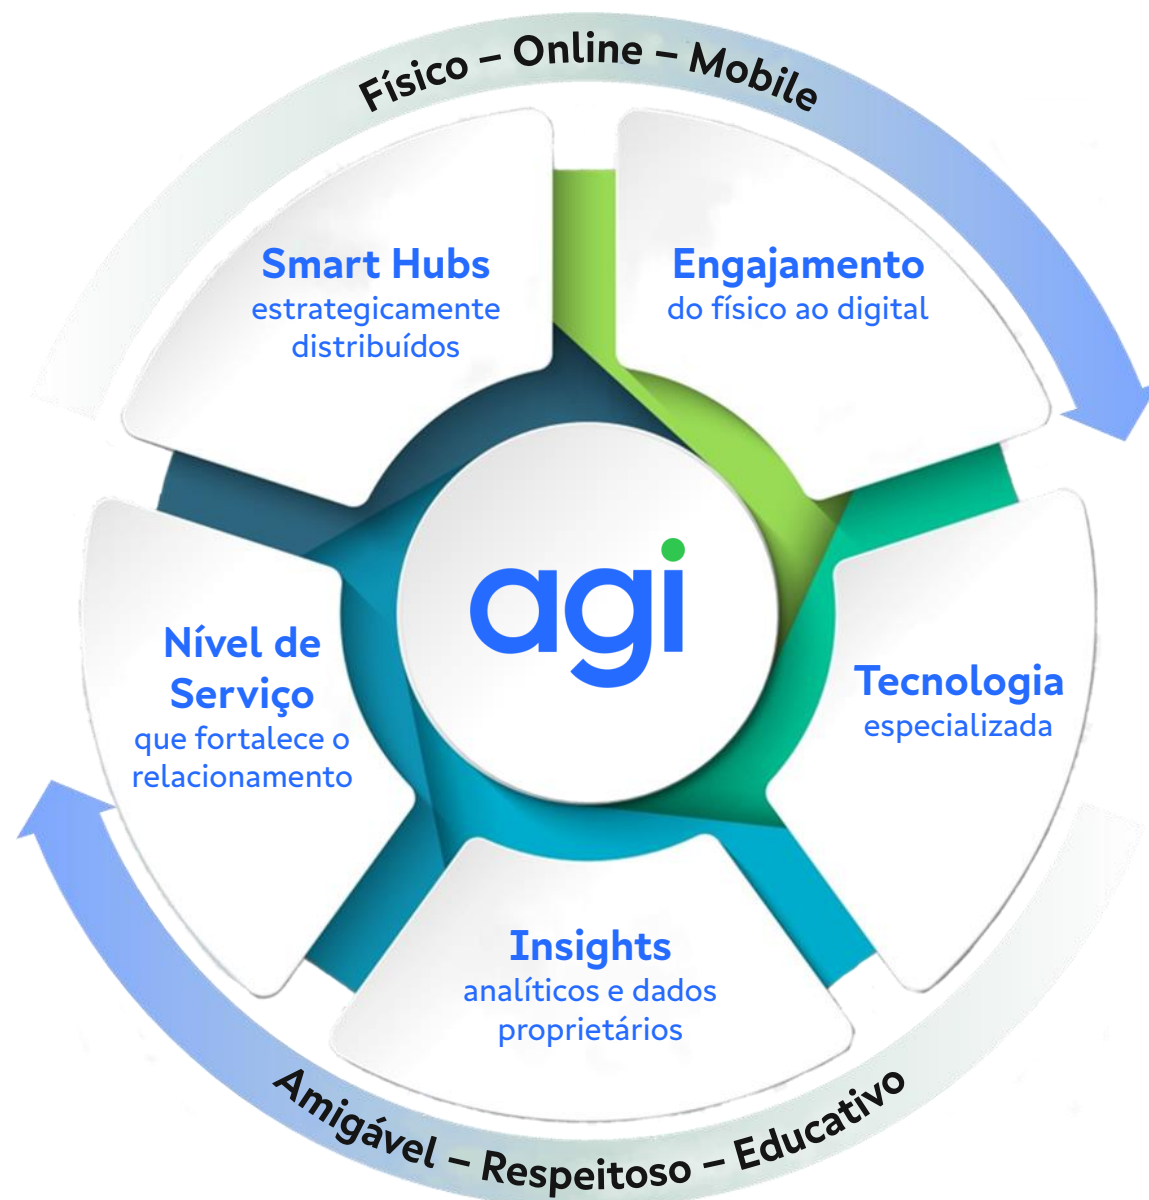 Físico – Online – Mobile
Smart Hubs
estrategicamente
distribuídos
Engajamento
do físico ao digital
agi
Nível de
Serviço
que fortalece o
relacionamento
Tecnologia
especializada
Insights
analíticos e dados
proprietários
Amigável – Respeitoso – Educativo